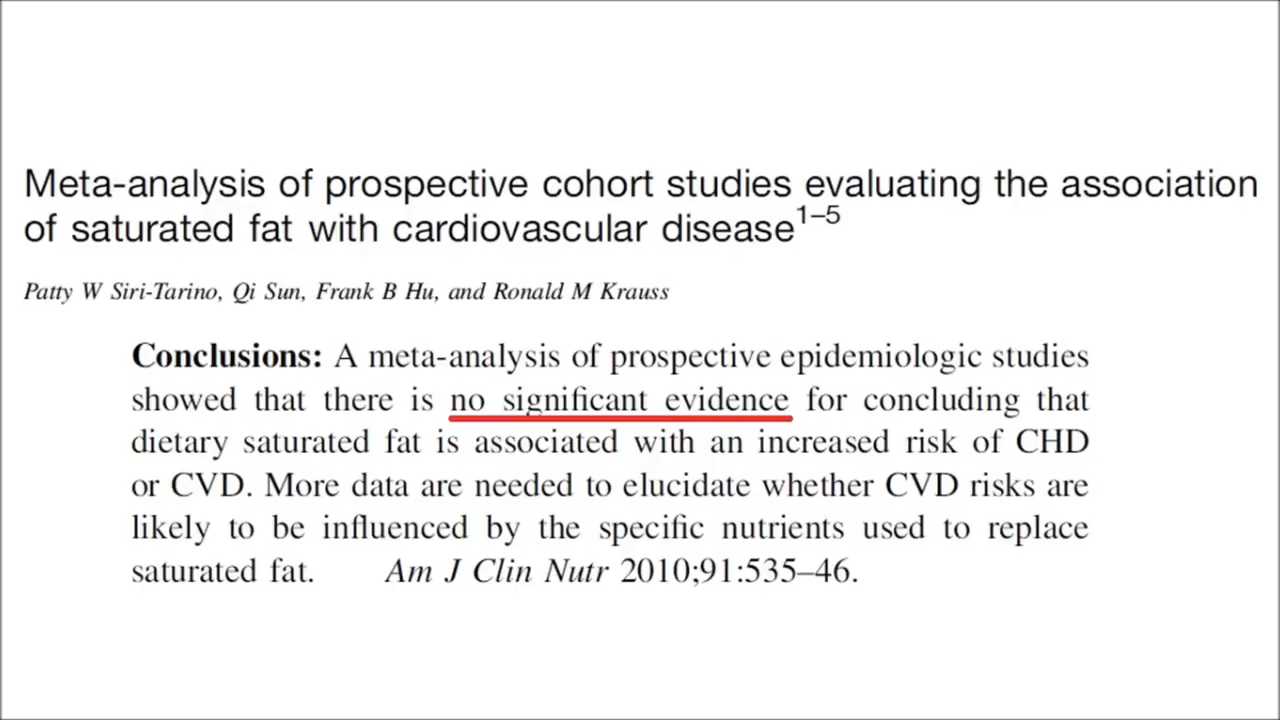 Meta-analysis of prospective cohort studies evaluating the association
of saturated fat with cardiovascular disease1–5
Patty W Siri-Tarino, Qi Sun, Frank B Hu, and Ronald M Krauss
Conclusions: A meta-analysis of prospective epidemiologic studies
showed that there is no significant evidence for concluding that
dietary saturated fat is associated with an increased risk of CHD
or CVD. More data are needed to elucidate whether CVD risks are
likely to be influenced by the specific nutrients used to replace
saturated fat. Am J Clin Nutr 2010;91:535–46.